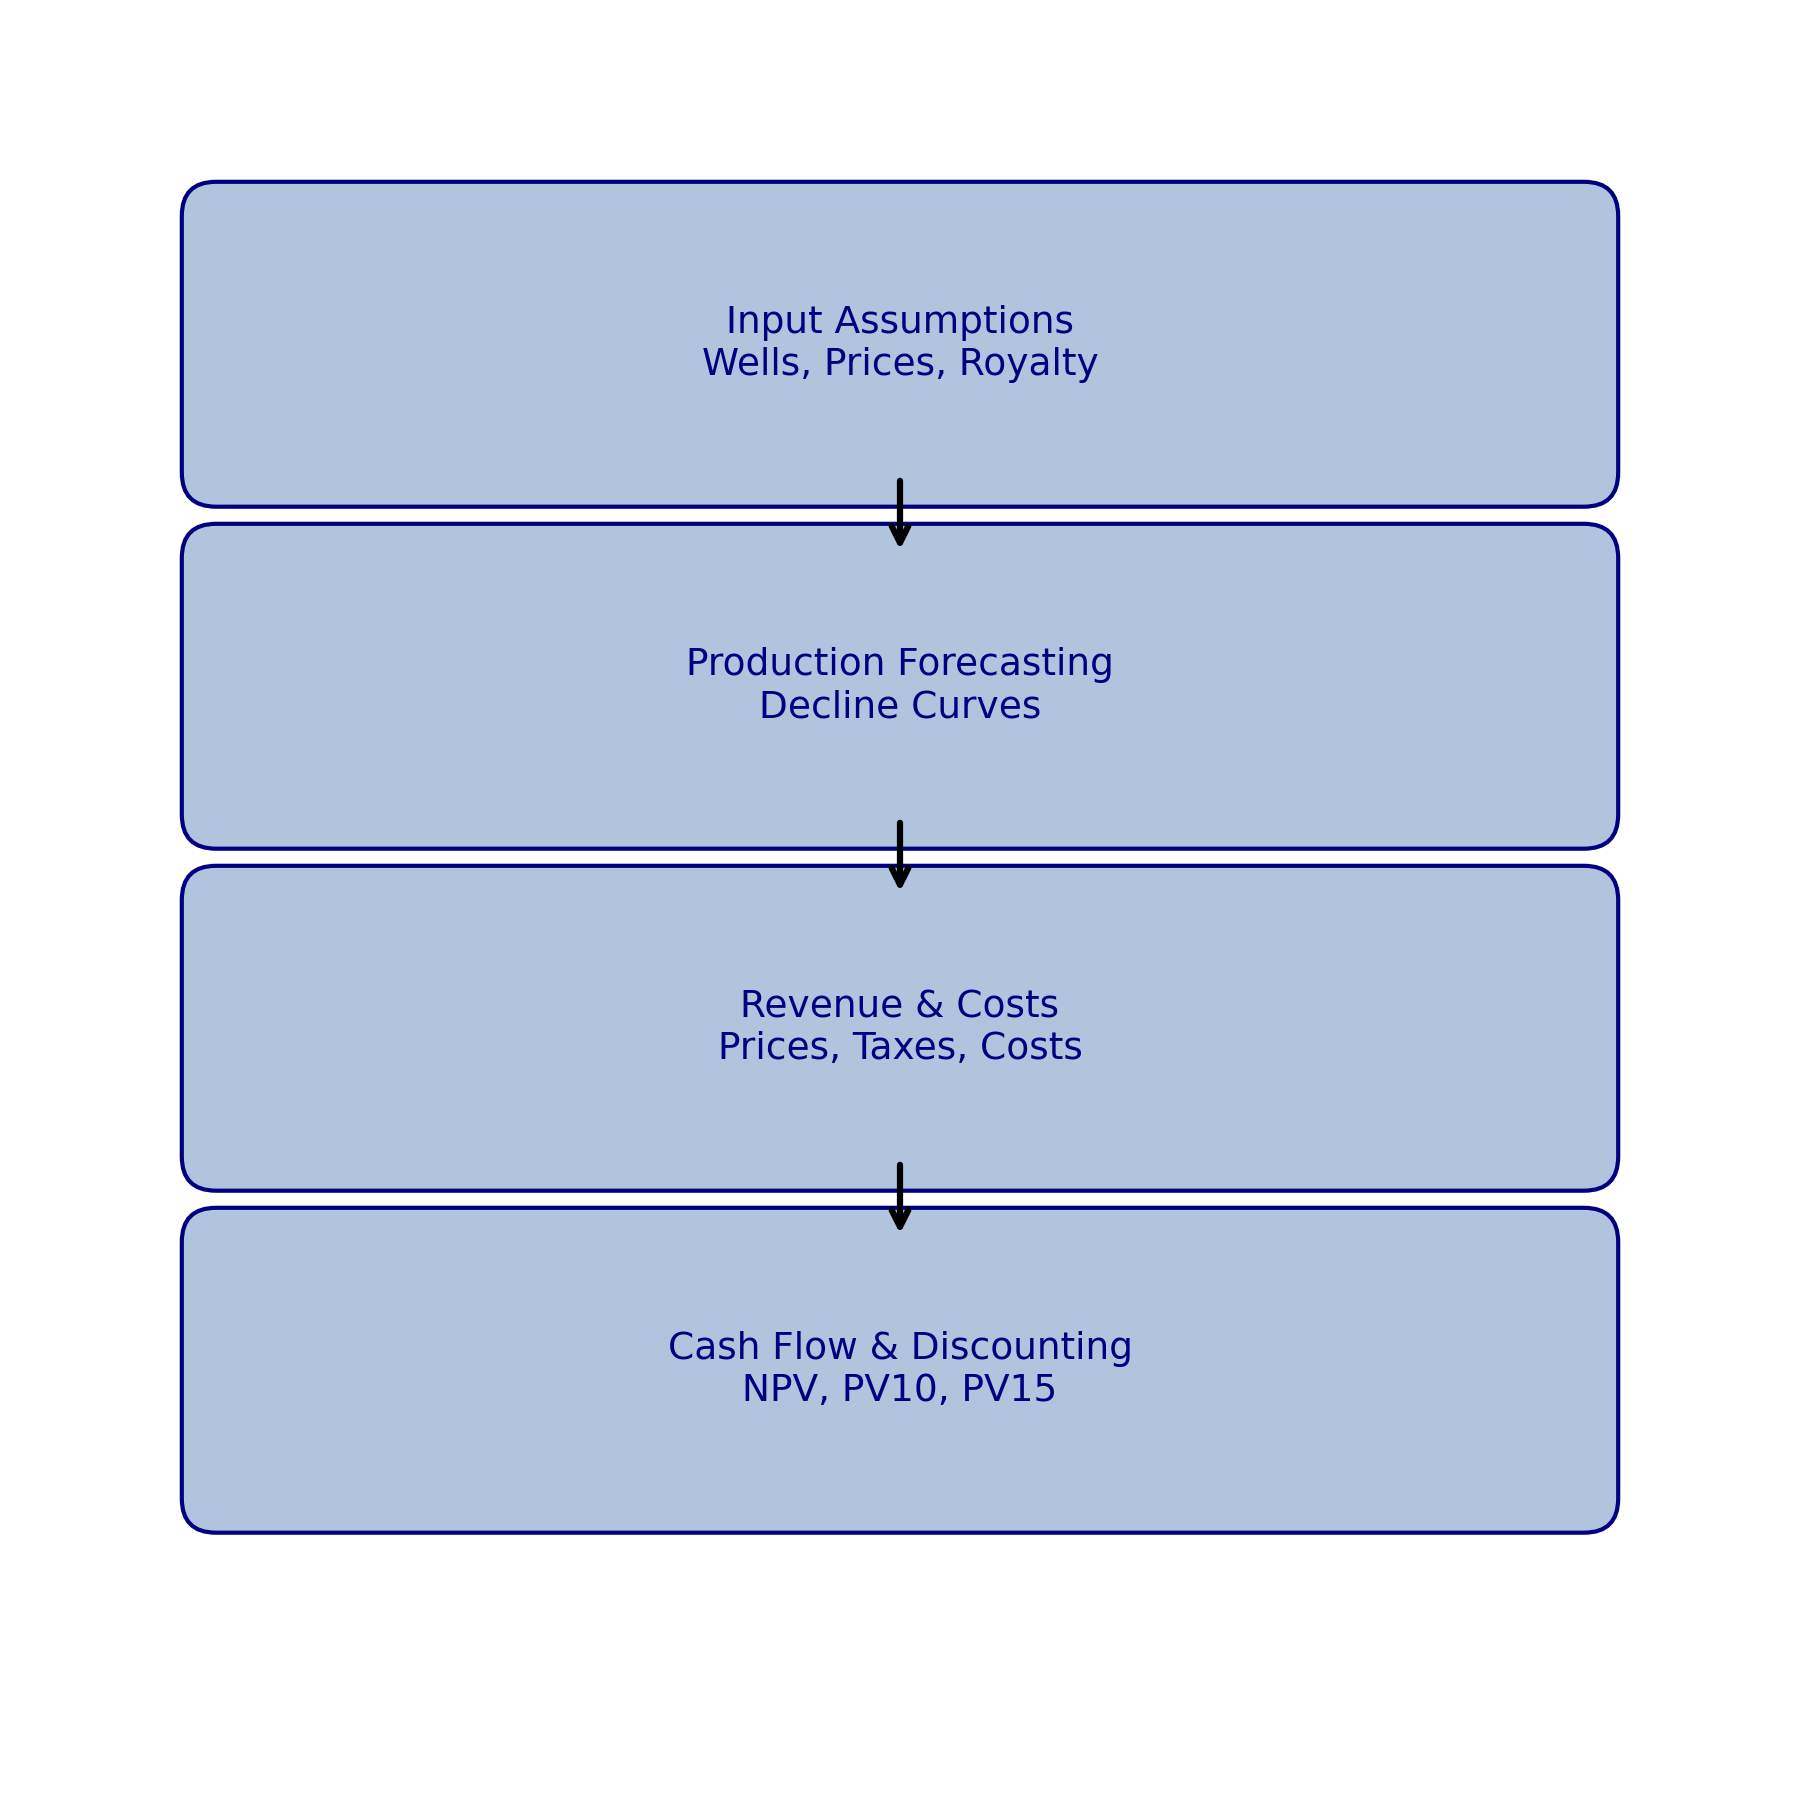 Input Assumptions
Wells, Prices, Royalty
Production Forecasting
Decline Curves
Revenue & Costs
Prices, Taxes, Costs
Cash Flow & Discounting
NPV, PV10, PV15